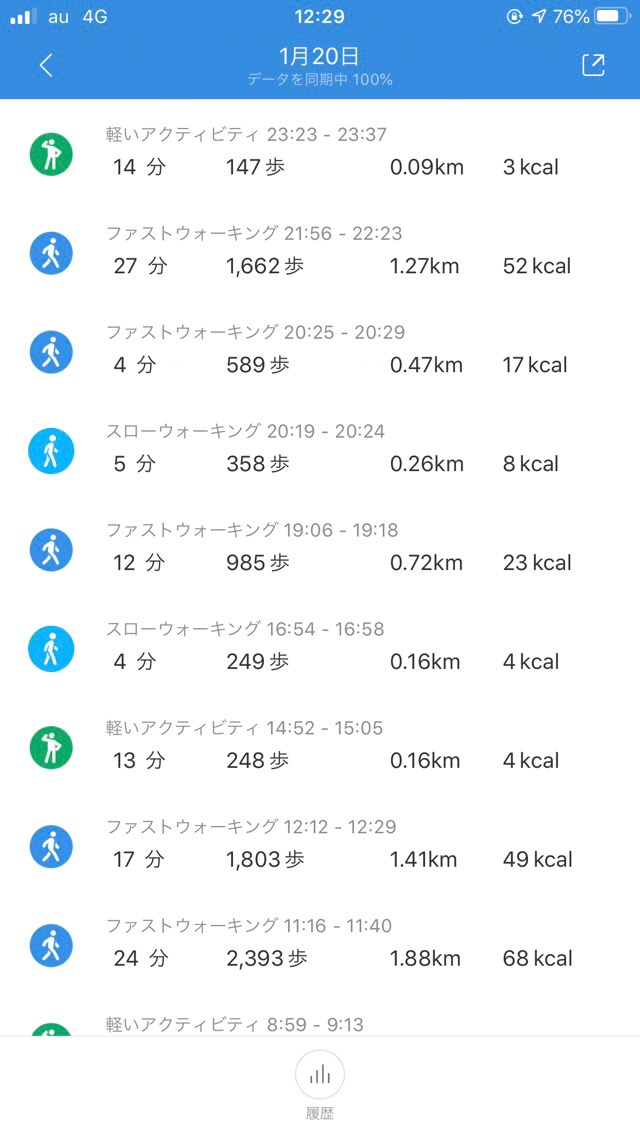 au 4G 12:29 76%
1月20日
データを同期中 100%
軽いアクティビティ 23:23 - 23:37
14 分 147 歩 0.09km 3 kcal
ファストウォーキング 21:56 - 22:23
27 分 1,662 歩 1.27km 52 kcal
ファストウォーキング 20:25 - 20:29
4 分 589 歩 0.47km 17 kcal
スローウォーキング 20:19 - 20:24
5 分 358 歩 0.26km 8 kcal
ファストウォーキング 19:06 - 19:18
12 分 985 歩 0.72km 23 kcal
スローウォーキング 16:54 - 16:58
4 分 249 歩 0.16km 4 kcal
軽いアクティビティ 14:52 - 15:05
13 分 248 歩 0.16km 4 kcal
ファストウォーキング 12:12 - 12:29
17 分 1,803 歩 1.41km 49 kcal
ファストウォーキング 11:16 - 11:40
24 分 2,393 歩 1.88km 68 kcal
軽いアクティビティ 8:59 - 9:13
履歴